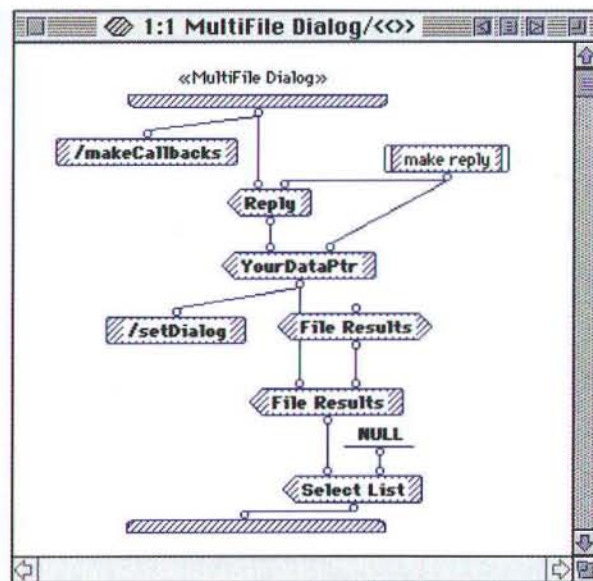 1:1 MultiFile Dialog/<<>>
«MultiFile Dialog»
/makeCallbacks
make reply
Reply
YourDataPtr
/setDialog
File Results
File Results
NULL
Select List